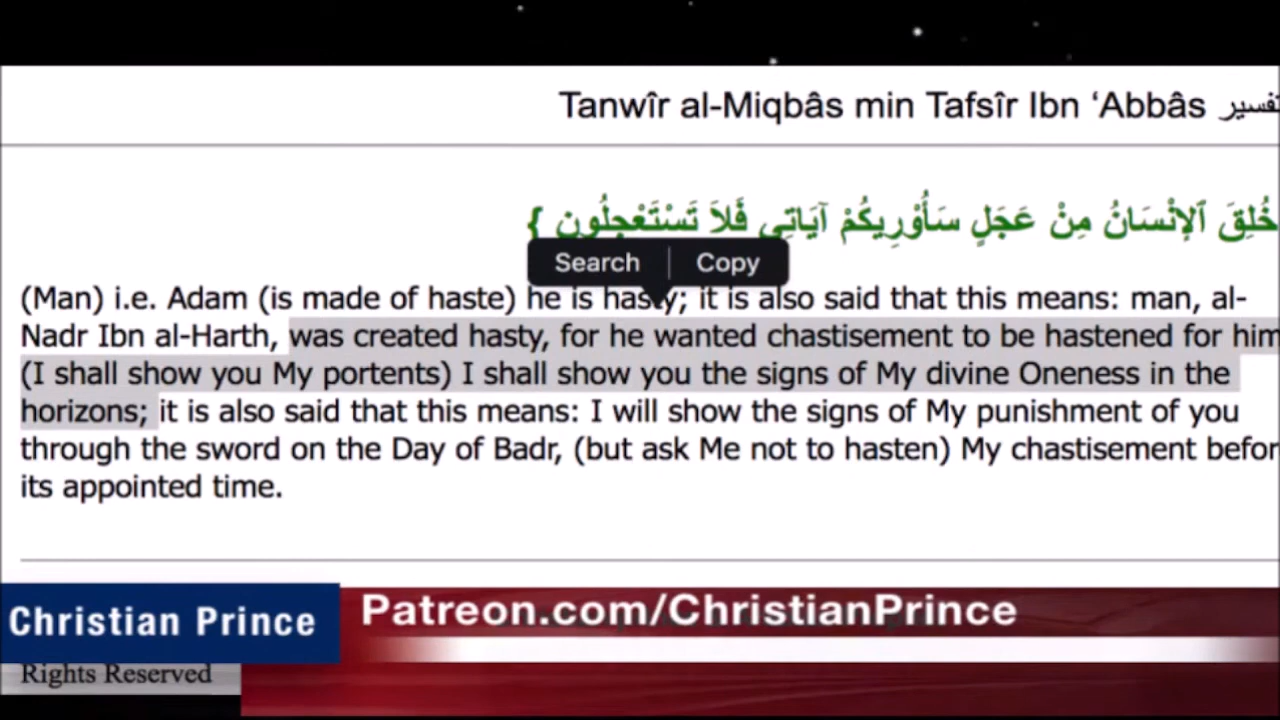 Tanwîr al-Miqbâs min Tafsîr Ibn ‘Abbâs تفسير
خُلِقَ ٱلإنْسَانُ مِنْ عَجَلٍ سَأُوْرِيكُمْ آيَاتِي فَلاَ تَسْتَعْجِلُونِ }
Search Copy
(Man) i.e. Adam (is made of haste) he is hasty; it is also said that this means: man, al-
Nadr Ibn al-Harth, was created hasty, for he wanted chastisement to be hastened for him
(I shall show you My portents) I shall show you the signs of My divine Oneness in the
horizons; it is also said that this means: I will show the signs of My punishment of you
through the sword on the Day of Badr, (but ask Me not to hasten) My chastisement befor
its appointed time.
Christian Prince
Patreon.com/ChristianPrince
Rights Reserved